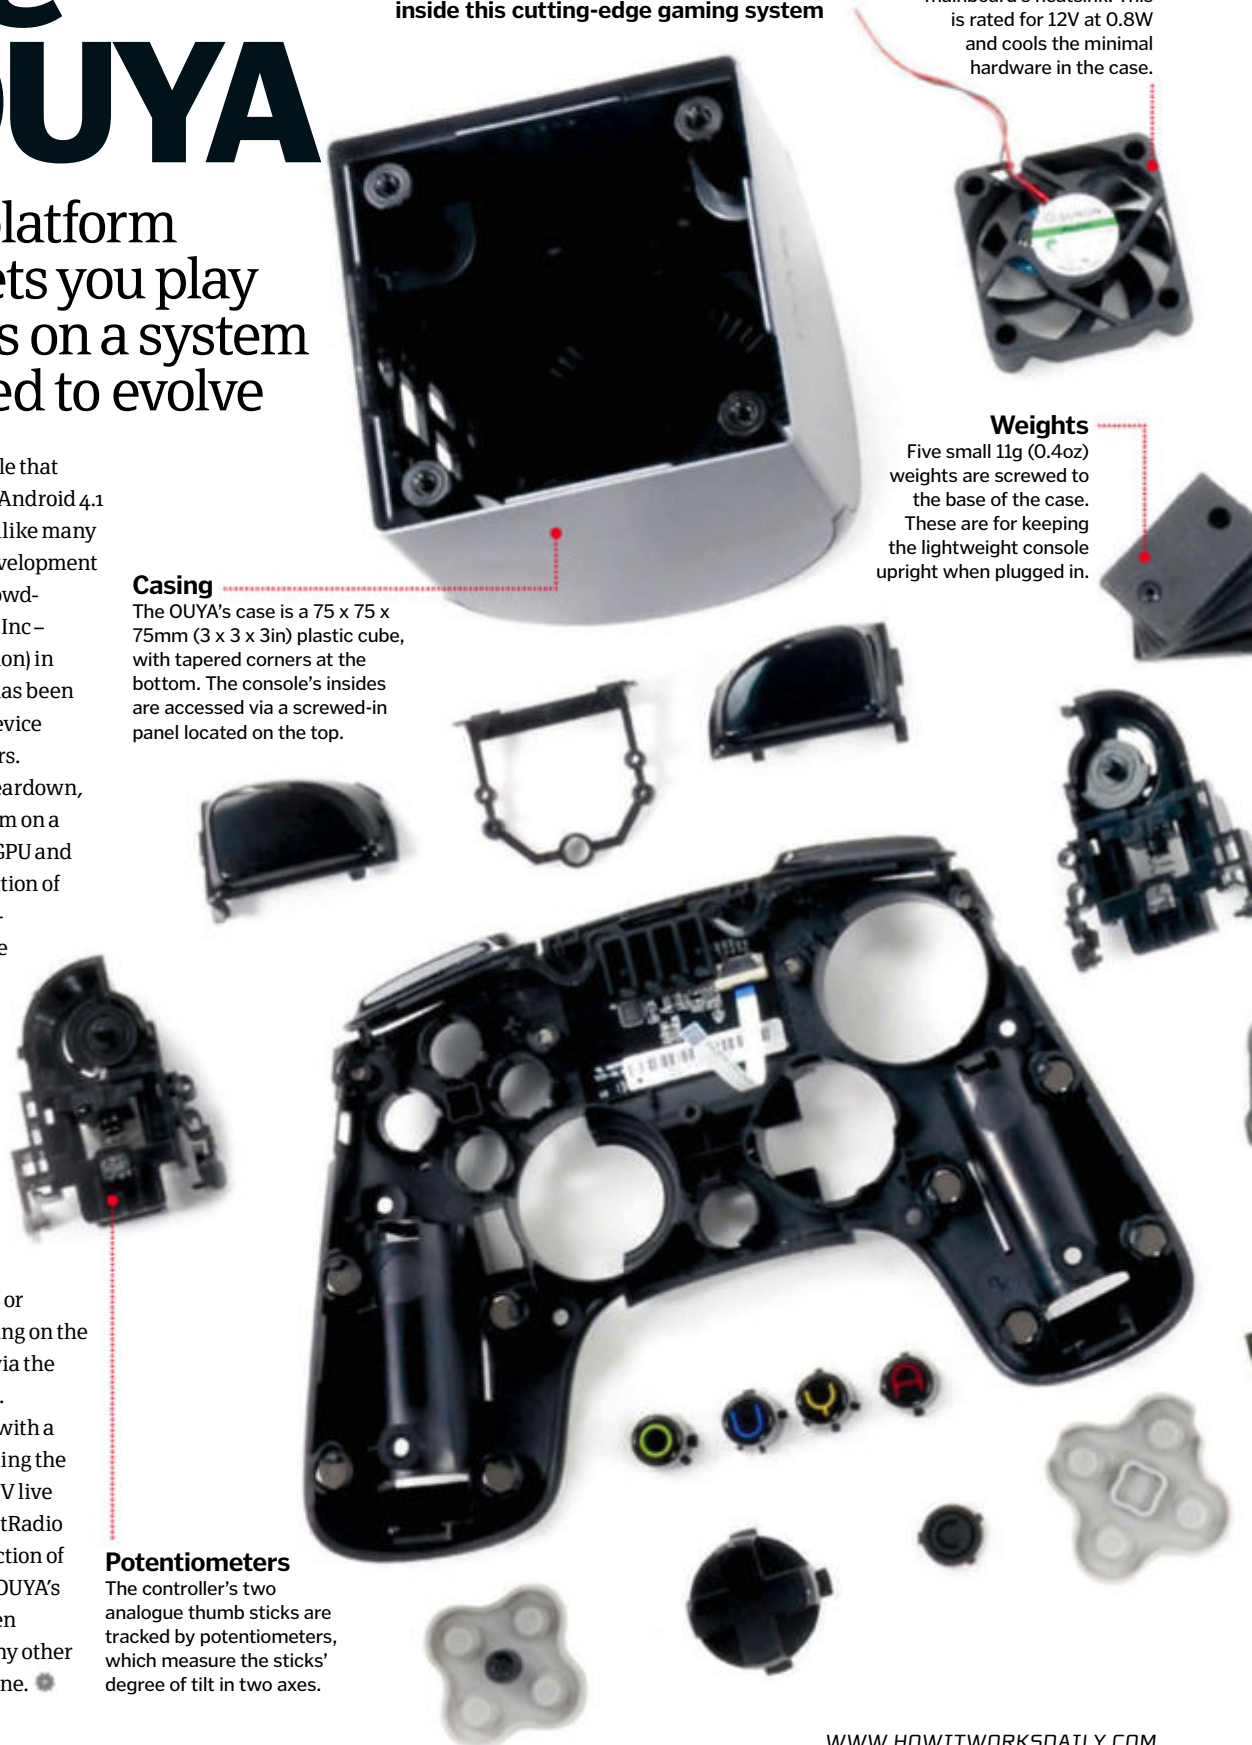 OUYA
inside this cutting-edge gaming system
is rated for 12V at 0.8W
and cools the minimal
hardware in the case.
latform
ets you play
s on a system
ed to evolve
le that
Android 4.1
like many
velopment
owd-
Inc –
on) in
as been
evice
rs.
eardown,
m on a
GPU and
tion of
-
e
or
ng on the
via the
.
with a
ing the
V live
tRadio
ction of
OUYA's
en
ny other
ne.
Casing
The OUYA's case is a 75 x 75 x
75mm (3 x 3 x 3in) plastic cube,
with tapered corners at the
bottom. The console's insides
are accessed via a screwed-in
panel located on the top.
Weights
Five small 11g (0.4oz)
weights are screwed to
the base of the case.
These are for keeping
the lightweight console
upright when plugged in.
SUNON
O
U
Y
A
Potentiometers
The controller's two
analogue thumb sticks are
tracked by potentiometers,
which measure the sticks'
degree of tilt in two axes.
WWW.HOWITWORKSDAILY.COM